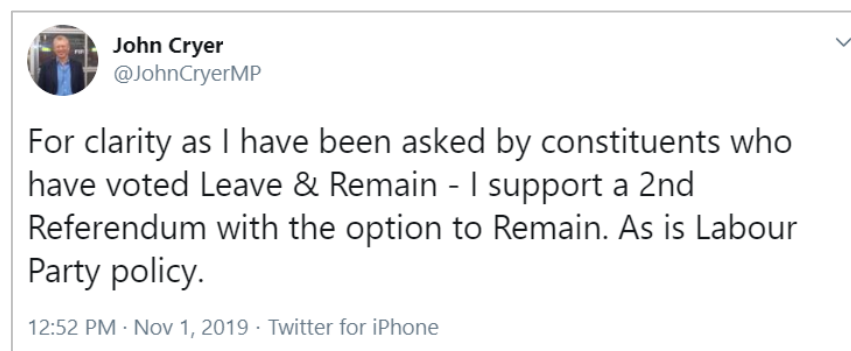 John Cryer
@JohnCryerMP
For clarity as I have been asked by constituents who
have voted Leave & Remain - I support a 2nd
Referendum with the option to Remain. As is Labour
Party policy.
12:52 PM · Nov 1, 2019 · Twitter for iPhone